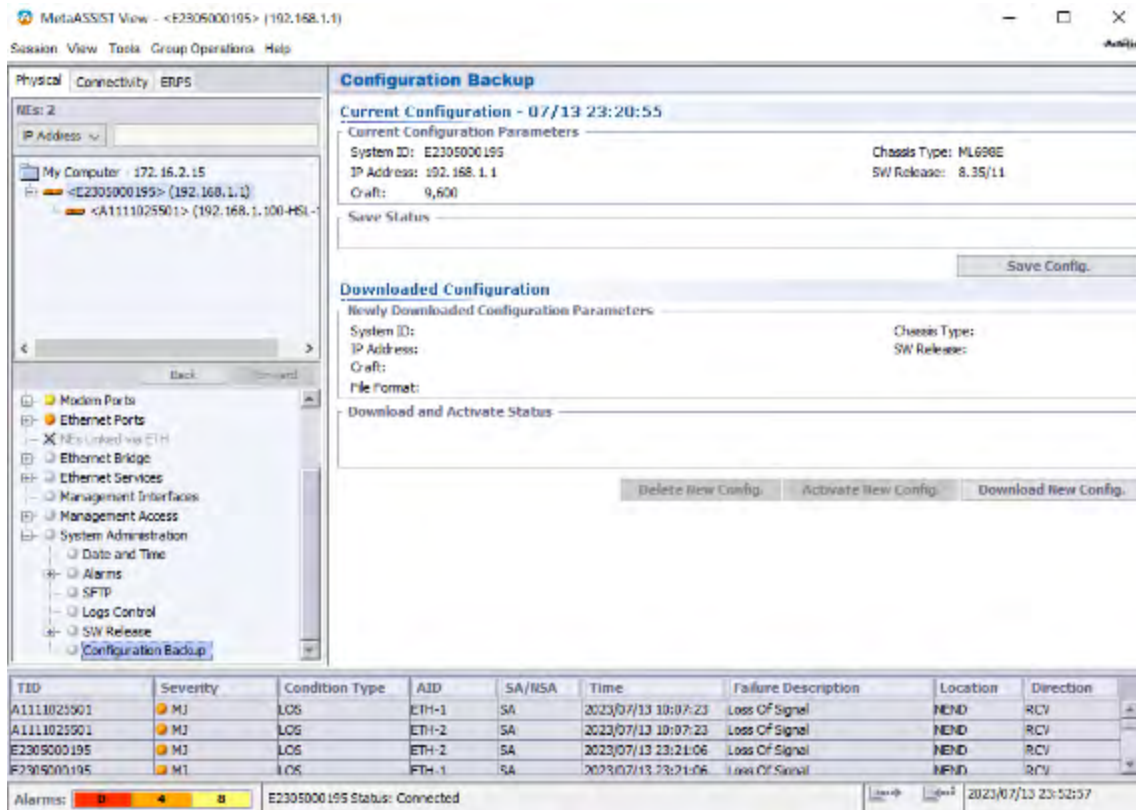 MetaASSIST View - <E2305000195> (192.168.1.1)
Session View Tools Group Operations Help
Physical Connectivity ERPS
NEs: 2
IP Address
My Computer - 172.16.2.15
<E2305000195> (192.168.1.1)
<A1111025501> (192.168.1.100-HSL-
Back Forward
Modem Ports
Ethernet Ports
NEs Linked via ETH
Ethernet Bridge
Ethernet Services
Management Interfaces
Management Access
System Administration
Date and Time
Alarms
SFTP
Logs Control
SW Release
Configuration Backup
Configuration Backup
Current Configuration - 07/13 23:20:55
Current Configuration Parameters
System ID: E2305000195 Chassis Type: ML698E
IP Address: 192.168.1.1 SW Release: 8.35/11
Craft: 9,600
Save Status
Save Config.
Downloaded Configuration
Newly Downloaded Configuration Parameters
System ID: Chassis Type:
IP Address: SW Release:
Craft:
File Format:
Download and Activate Status
Delete New Config. Activate New Config. Download New Config.
TID Severity Condition Type AID SA/NSA Time Failure Description Location Direction
A1111025501 MJ LOS ETH-1 SA 2023/07/13 10:07:23 Loss Of Signal NEND RCV
A1111025501 MJ LOS ETH-2 SA 2023/07/13 10:07:23 Loss Of Signal NEND RCV
E2305000195 MJ LOS ETH-2 SA 2023/07/13 23:21:06 Loss Of Signal NEND RCV
E2305000195 MJ LOS ETH-1 SA 2023/07/13 23:21:06 Loss Of Signal NEND RCV
Alarms: 0 4 8 E2305000195 Status: Connected 2023/07/13 23:52:57